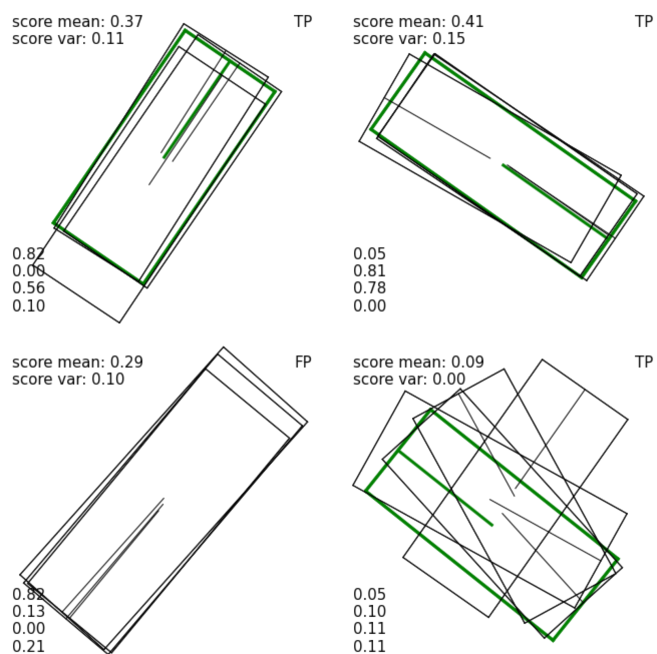 score mean: 0.37
score var: 0.11
TP
0.82
0.00
0.56
0.10
score mean: 0.41
score var: 0.15
TP
0.05
0.81
0.78
0.00
score mean: 0.29
score var: 0.10
FP
0.82
0.13
0.00
0.21
score mean: 0.09
score var: 0.00
TP
0.05
0.10
0.11
0.11